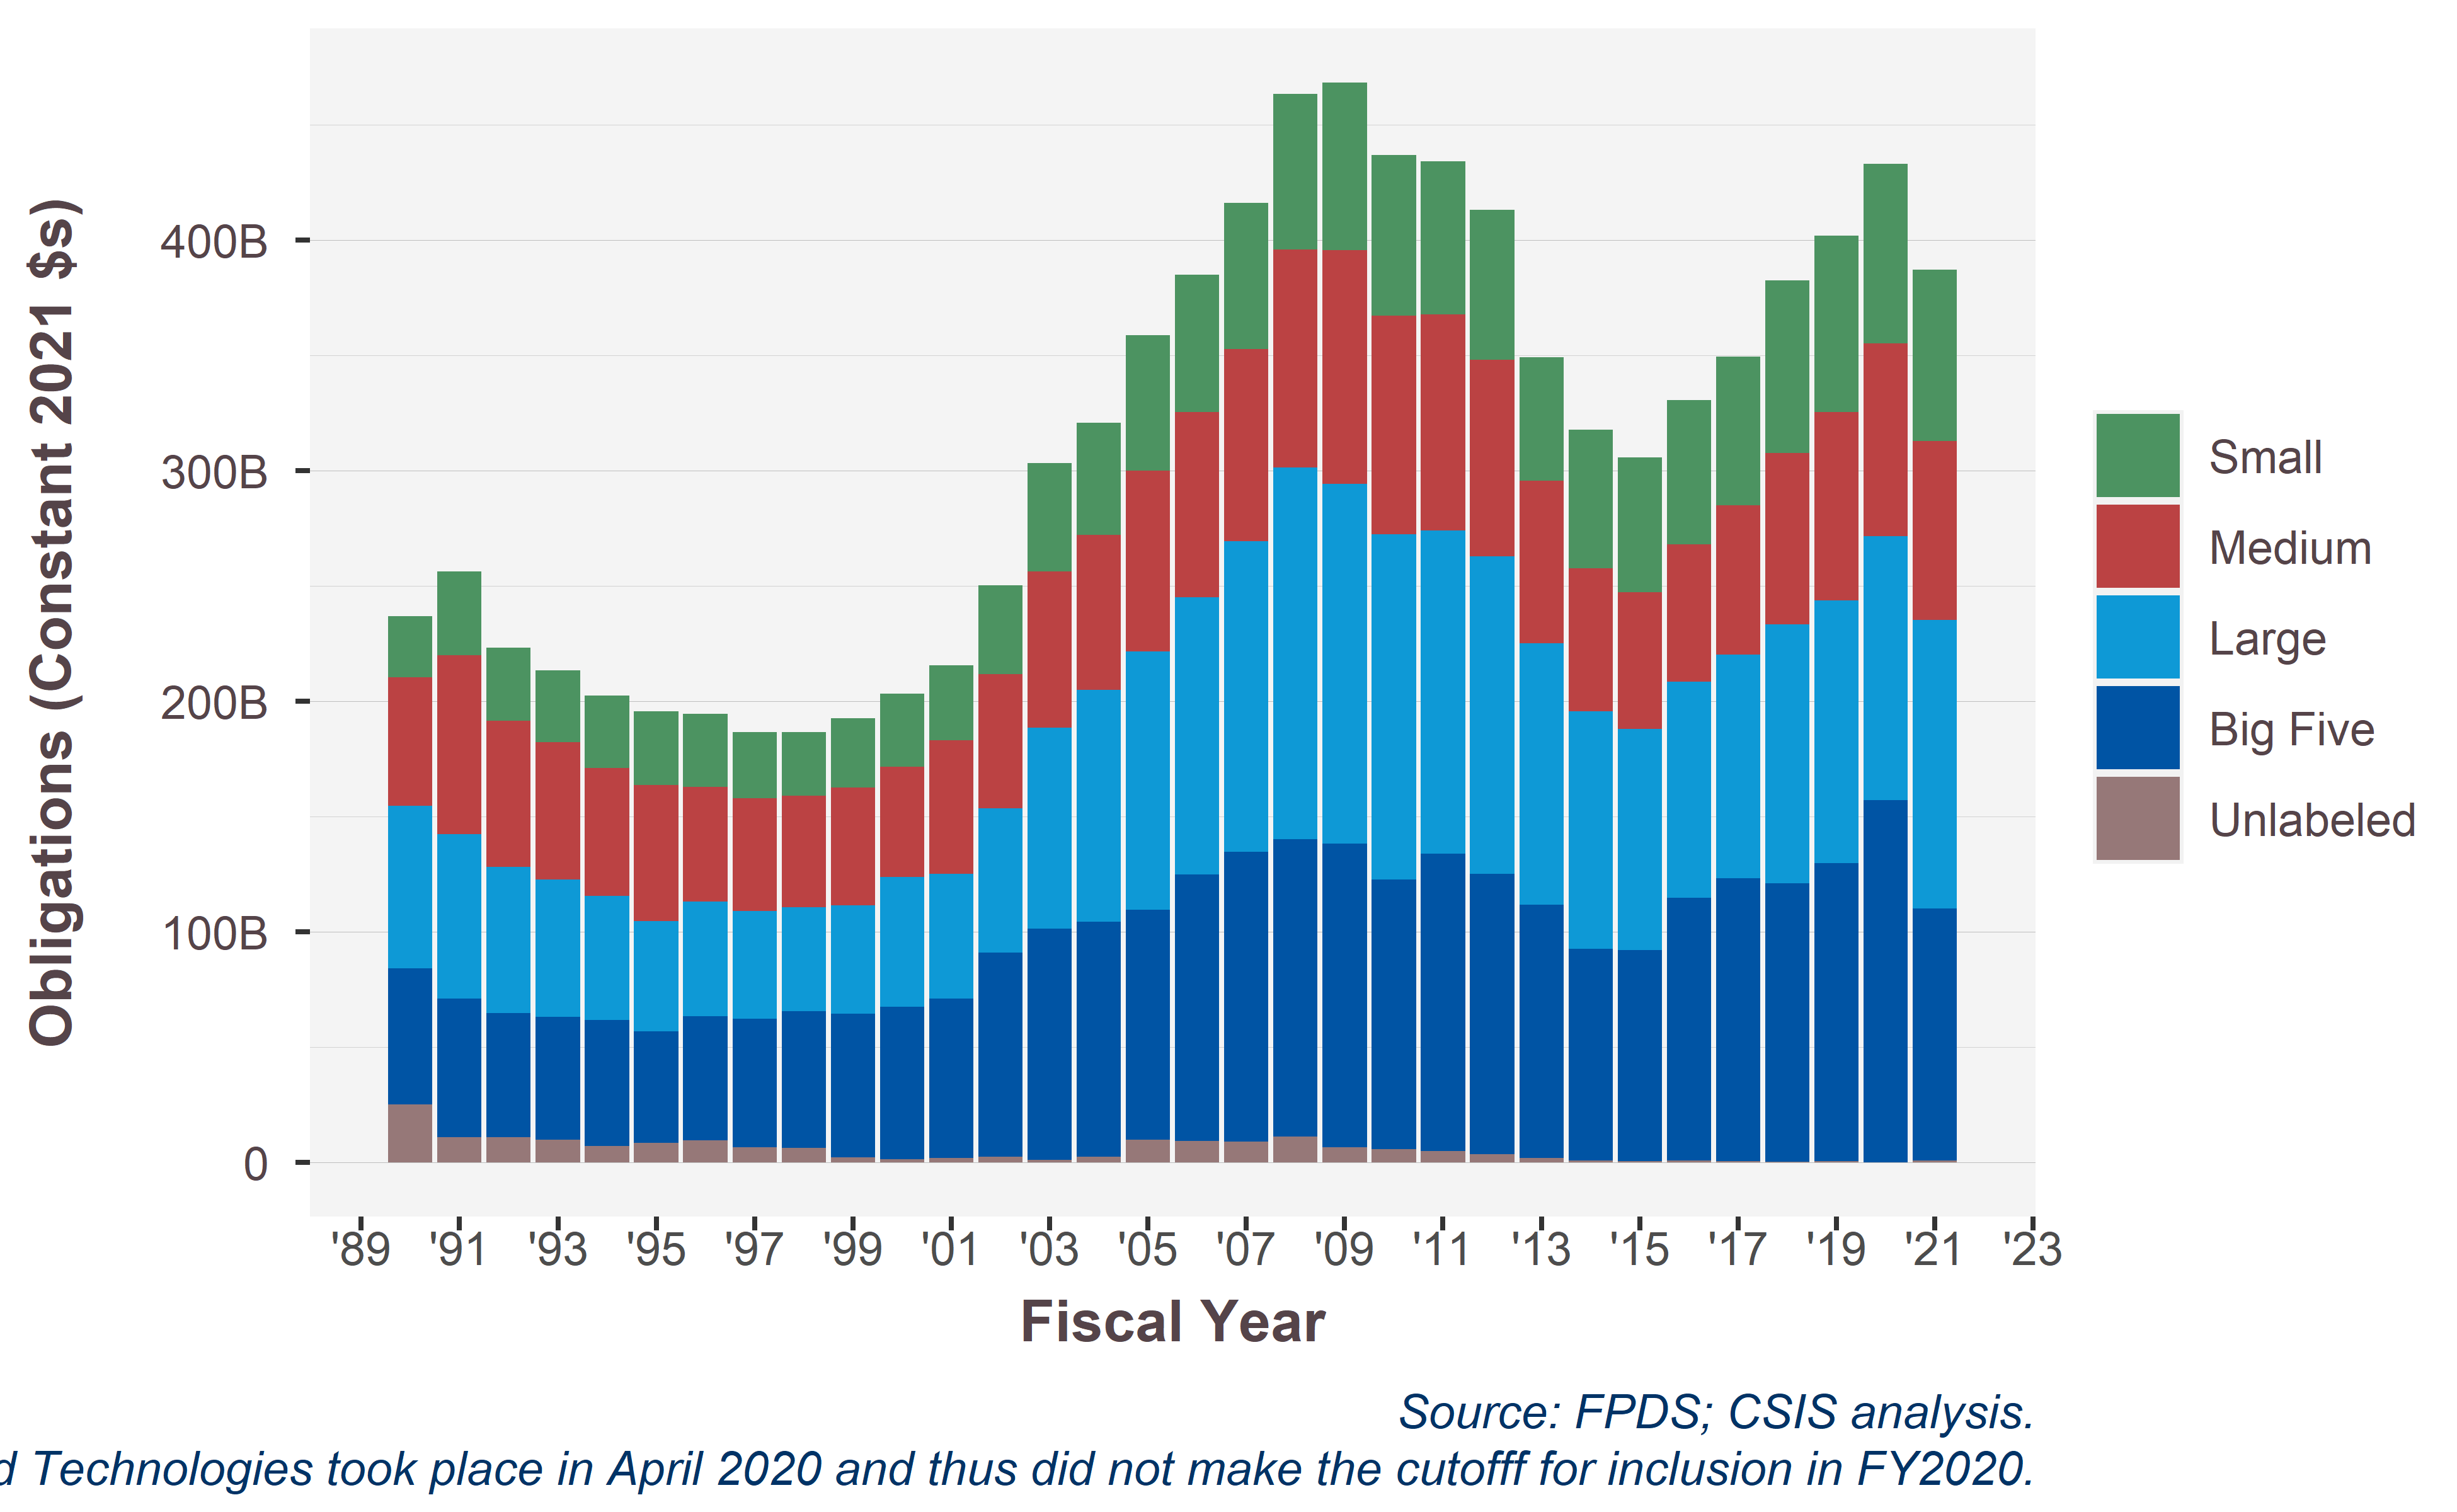 Obligations (Constant 2021 $s)
400B
300B
200B
100B
0
'89 '91 '93 '95 '97 '99 '01 '03 '05 '07 '09 '11 '13 '15 '17 '19 '21 '23
Fiscal Year
Small
Medium
Large
Big Five
Unlabeled
Source: FPDS; CSIS analysis.
Technologies took place in April 2020 and thus did not make the cutofff for inclusion in FY2020.